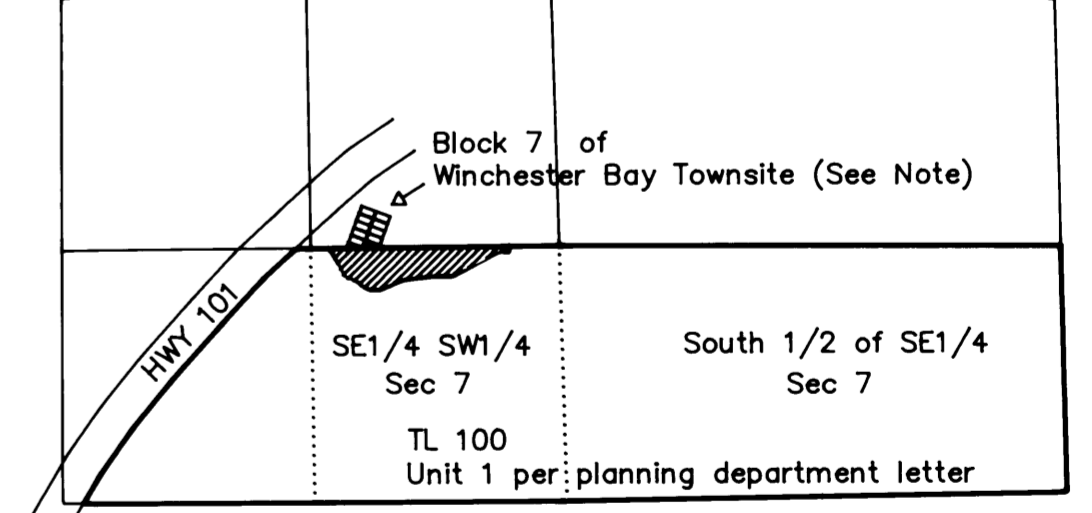 Block 7 of
Winchester Bay Townsite (See Note)
HWY 101
SE1/4 SW1/4
Sec 7
South 1/2 of SE1/4
Sec 7
TL 100
Unit 1 per planning department letter